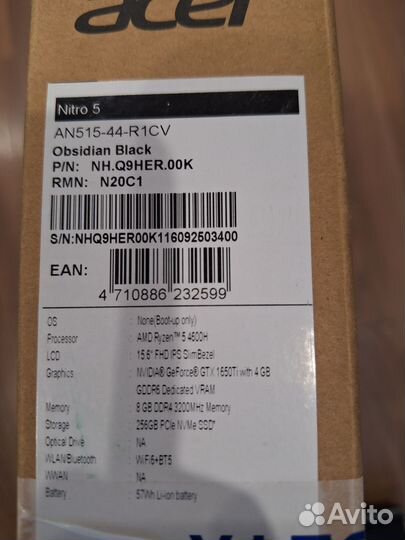 acer
Nitro 5
AN515-44-R1CV
Obsidian Black
P/N: NH.Q9HER.00K
RMN: N20C1
S/N:NHQ9HER00K116092503400
EAN:
4 710886 232599
OS : None(Boot-up only)
Processor : AMD Ryzen™ 5 4600H
LCD : 15.6" FHD IPS SlimBezel
Graphics : NVIDIA® GeForce® GTX 1650Ti with 4 GB
GDDR6 Dedicated VRAM
Memory : 8 GB DDR4 3200MHz Memory
Storage : 256GB PCIe NVMe SSD*
Optical Drive : NA
WLAN/Bluetooth : WiFi6+BT5
WWAN : NA
Battery : 57Wh Li-ion battery
Avito